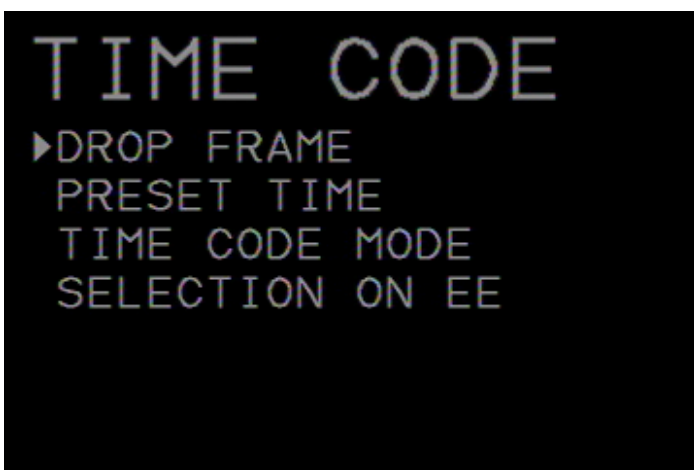 TIME CODE
▶DROP FRAME
PRESET TIME
TIME CODE MODE
SELECTION ON EE